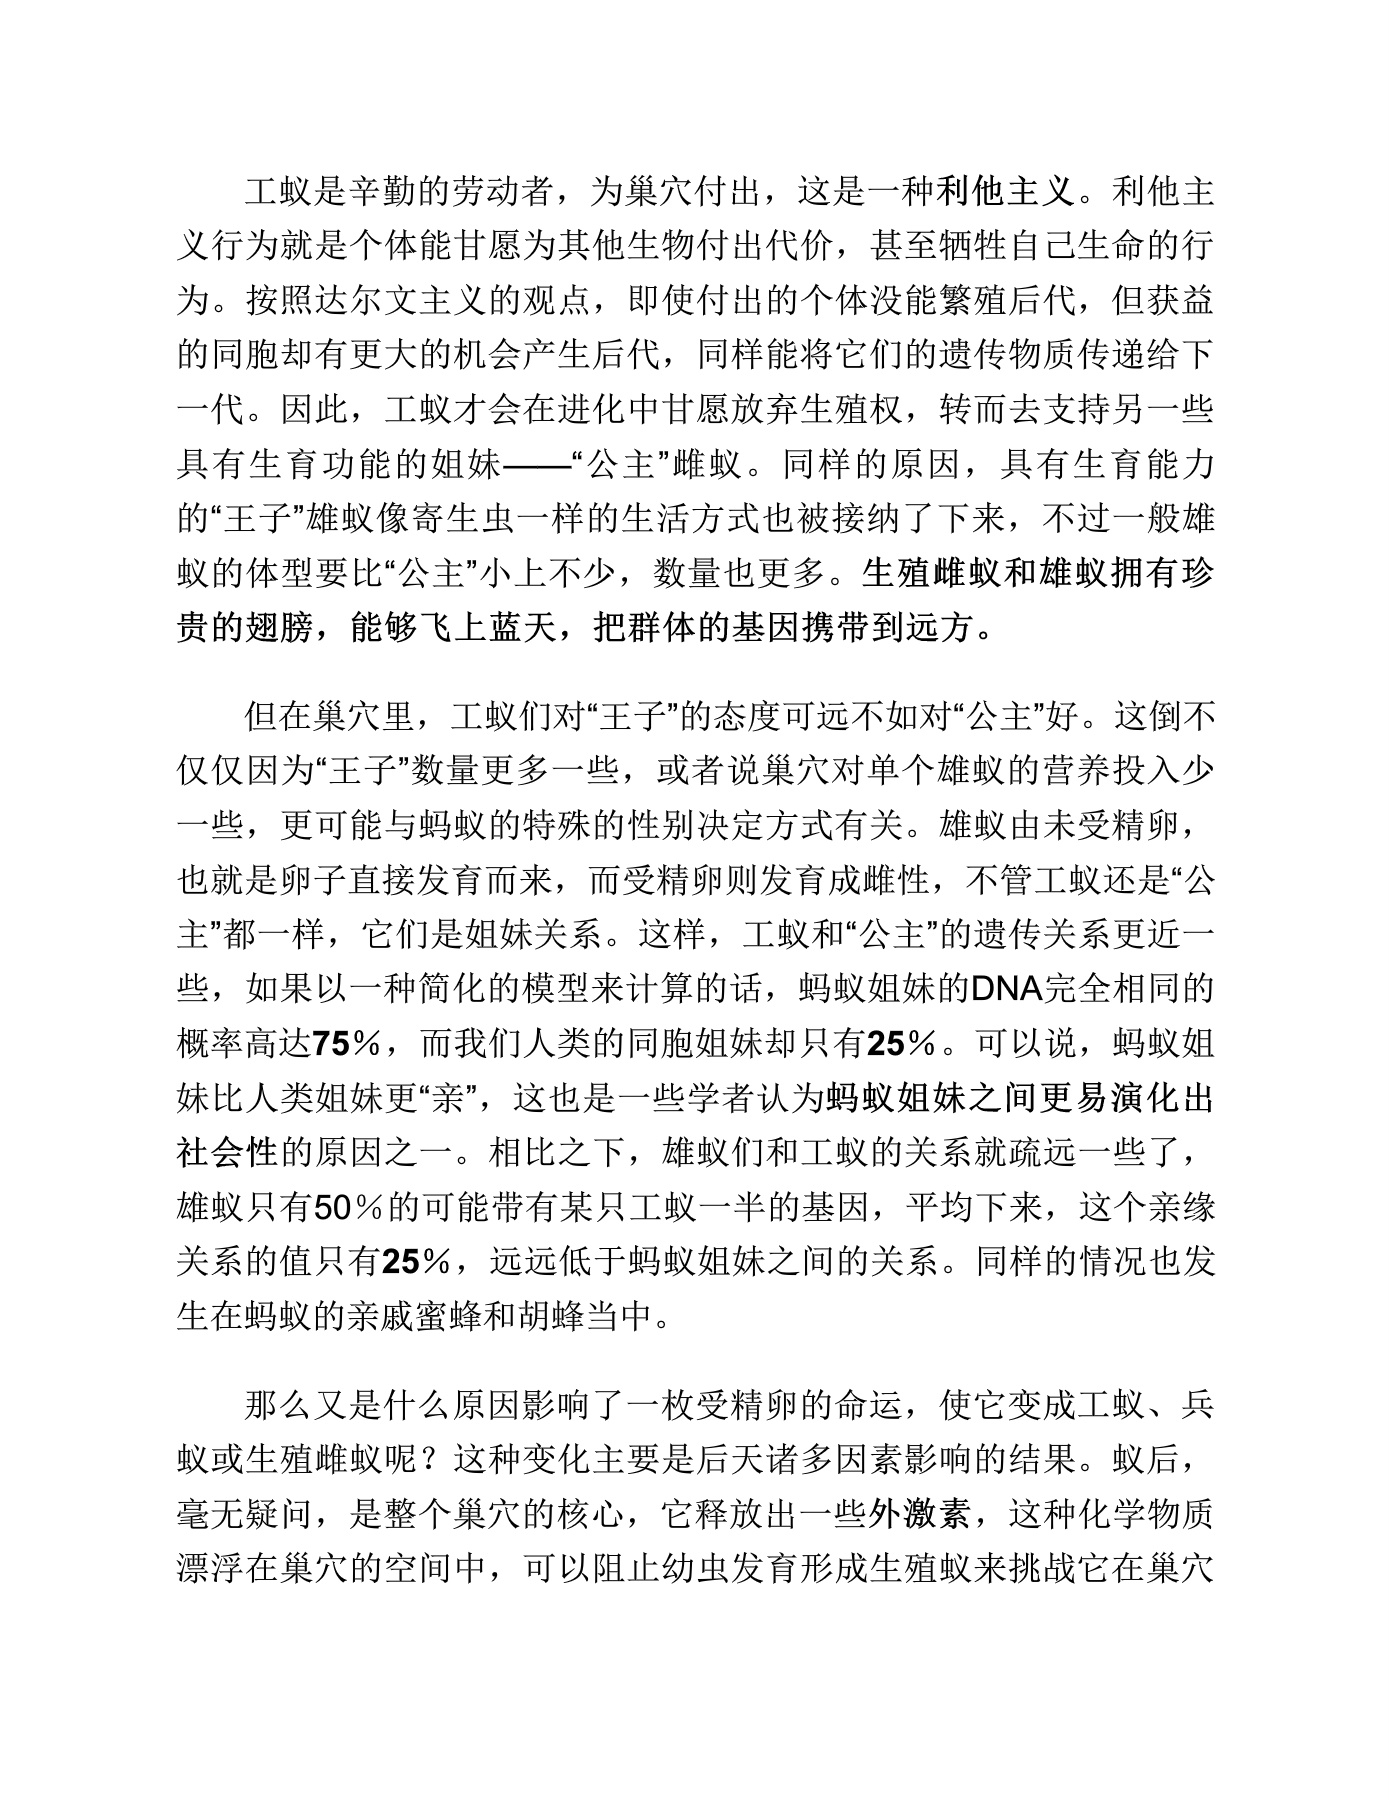 工蚁是辛勤的劳动者，为巢穴付出，这是一种利他主义。利他主
义行为就是个体能甘愿为其他生物付出代价，甚至牺牲自己生命的行
为。按照达尔文主义的观点，即使付出的个体没能繁殖后代，但获益
的同胞却有更大的机会产生后代，同样能将它们的遗传物质传递给下
一代。因此，工蚁才会在进化中甘愿放弃生殖权，转而去支持另一些
具有生育功能的姐妹——“公主”雌蚁。同样的原因，具有生育能力
的“王子”雄蚁像寄生虫一样的生活方式也被接纳了下来，不过一般雄
蚁的体型要比“公主”小上不少，数量也更多。生殖雌蚁和雄蚁拥有珍
贵的翅膀，能够飞上蓝天，把群体的基因携带到远方。
但在巢穴里，工蚁们对“王子”的态度可远不如对“公主”好。这倒不
仅仅因为“王子”数量更多一些，或者说巢穴对单个雄蚁的营养投入少
一些，更可能与蚂蚁的特殊的性别决定方式有关。雄蚁由未受精卵，
也就是卵子直接发育而来，而受精卵则发育成雌性，不管工蚁还是“公
主”都一样，它们是姐妹关系。这样，工蚁和“公主”的遗传关系更近一
些，如果以一种简化的模型来计算的话，蚂蚁姐妹的DNA完全相同的
概率高达75％，而我们人类的同胞姐妹却只有25％。可以说，蚂蚁姐
妹比人类姐妹更“亲”，这也是一些学者认为蚂蚁姐妹之间更易演化出
社会性的原因之一。相比之下，雄蚁们和工蚁的关系就疏远一些了，
雄蚁只有50％的可能带有某只工蚁一半的基因，平均下来，这个亲缘
关系的值只有25％，远远低于蚂蚁姐妹之间的关系。同样的情况也发
生在蚂蚁的亲戚蜜蜂和胡蜂当中。
那么又是什么原因影响了一枚受精卵的命运，使它变成工蚁、兵
蚁或生殖雌蚁呢？这种变化主要是后天诸多因素影响的结果。蚁后，
毫无疑问，是整个巢穴的核心，它释放出一些外激素，这种化学物质
漂浮在巢穴的空间中，可以阻止幼虫发育形成生殖蚁来挑战它在巢穴